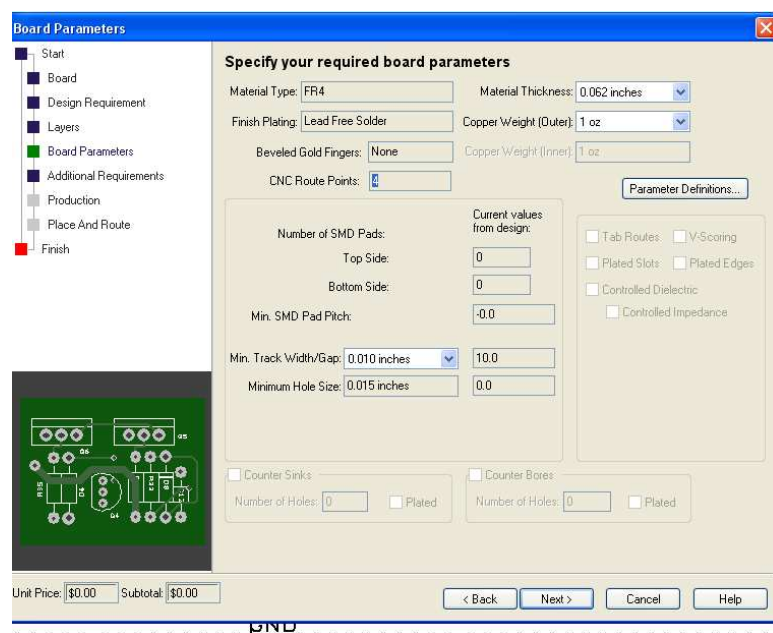 Board Parameters
Start
Board
Design Requirement
Layers
Board Parameters
Additional Requirements
Production
Place And Route
Finish
Specify your required board parameters
Material Type: FR4 Material Thickness: 0.062 inches
Finish Plating: Lead Free Solder Copper Weight (Outer): 1 oz
Beveled Gold Fingers: None Copper Weight (Inner): 1 oz
CNC Route Points: 4
Parameter Definitions...
Current values
from design:
Number of SMD Pads:
Top Side: 0
Bottom Side: 0
Min. SMD Pad Pitch: -0.0
Min. Track Width/Gap: 0.010 inches 10.0
Minimum Hole Size: 0.015 inches 0.0
Tab Routes V-Scoring
Plated Slots Plated Edges
Controlled Dielectric
Controlled Impedance
Counter Sinks
Number of Holes: 0 Plated
Counter Bores
Number of Holes: 0 Plated
Unit Price: $0.00 Subtotal: $0.00
< Back Next > Cancel Help
GND